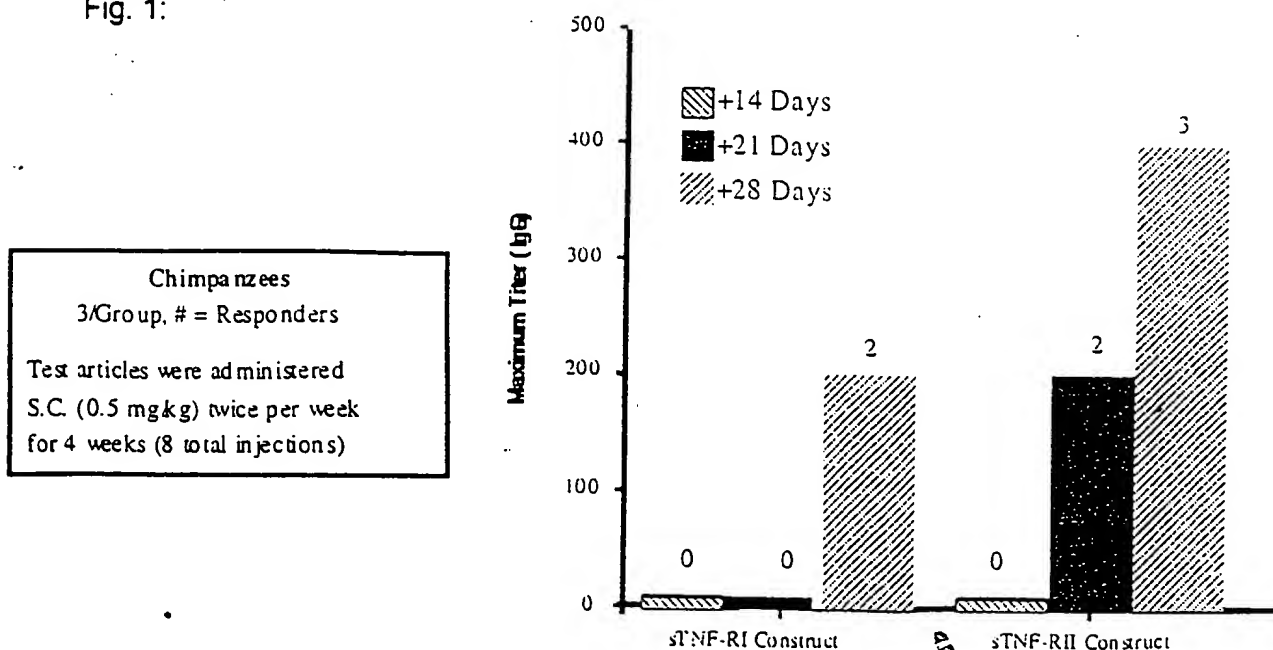 Fig. 1:
500
400
300
200
100
0
Maximum Titer (IgG)
+14 Days
+21 Days
+28 Days
Chimpanzees
3/Group, # = Responders
Test articles were administered
S.C. (0.5 mgkg) twice per week
for 4 weeks (8 total injections)
0
0
2
0
2
3
sTNF-RI Construct
sTNF-RII Construct